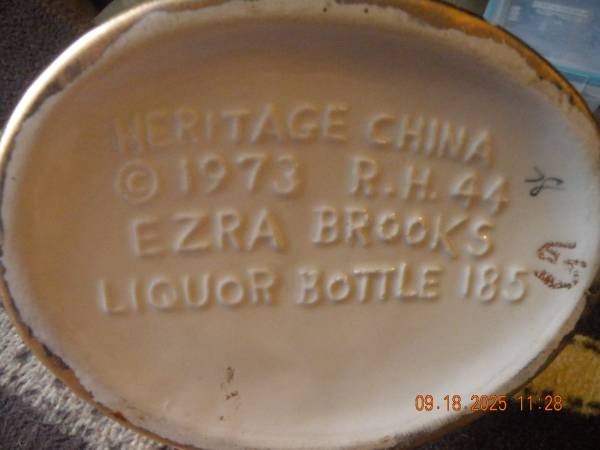 HERITAGE CHINA
© 1973 R.H. 44
EZRA BROOKS
LIQUOR BOTTLE 185
09.18.2025 11:28